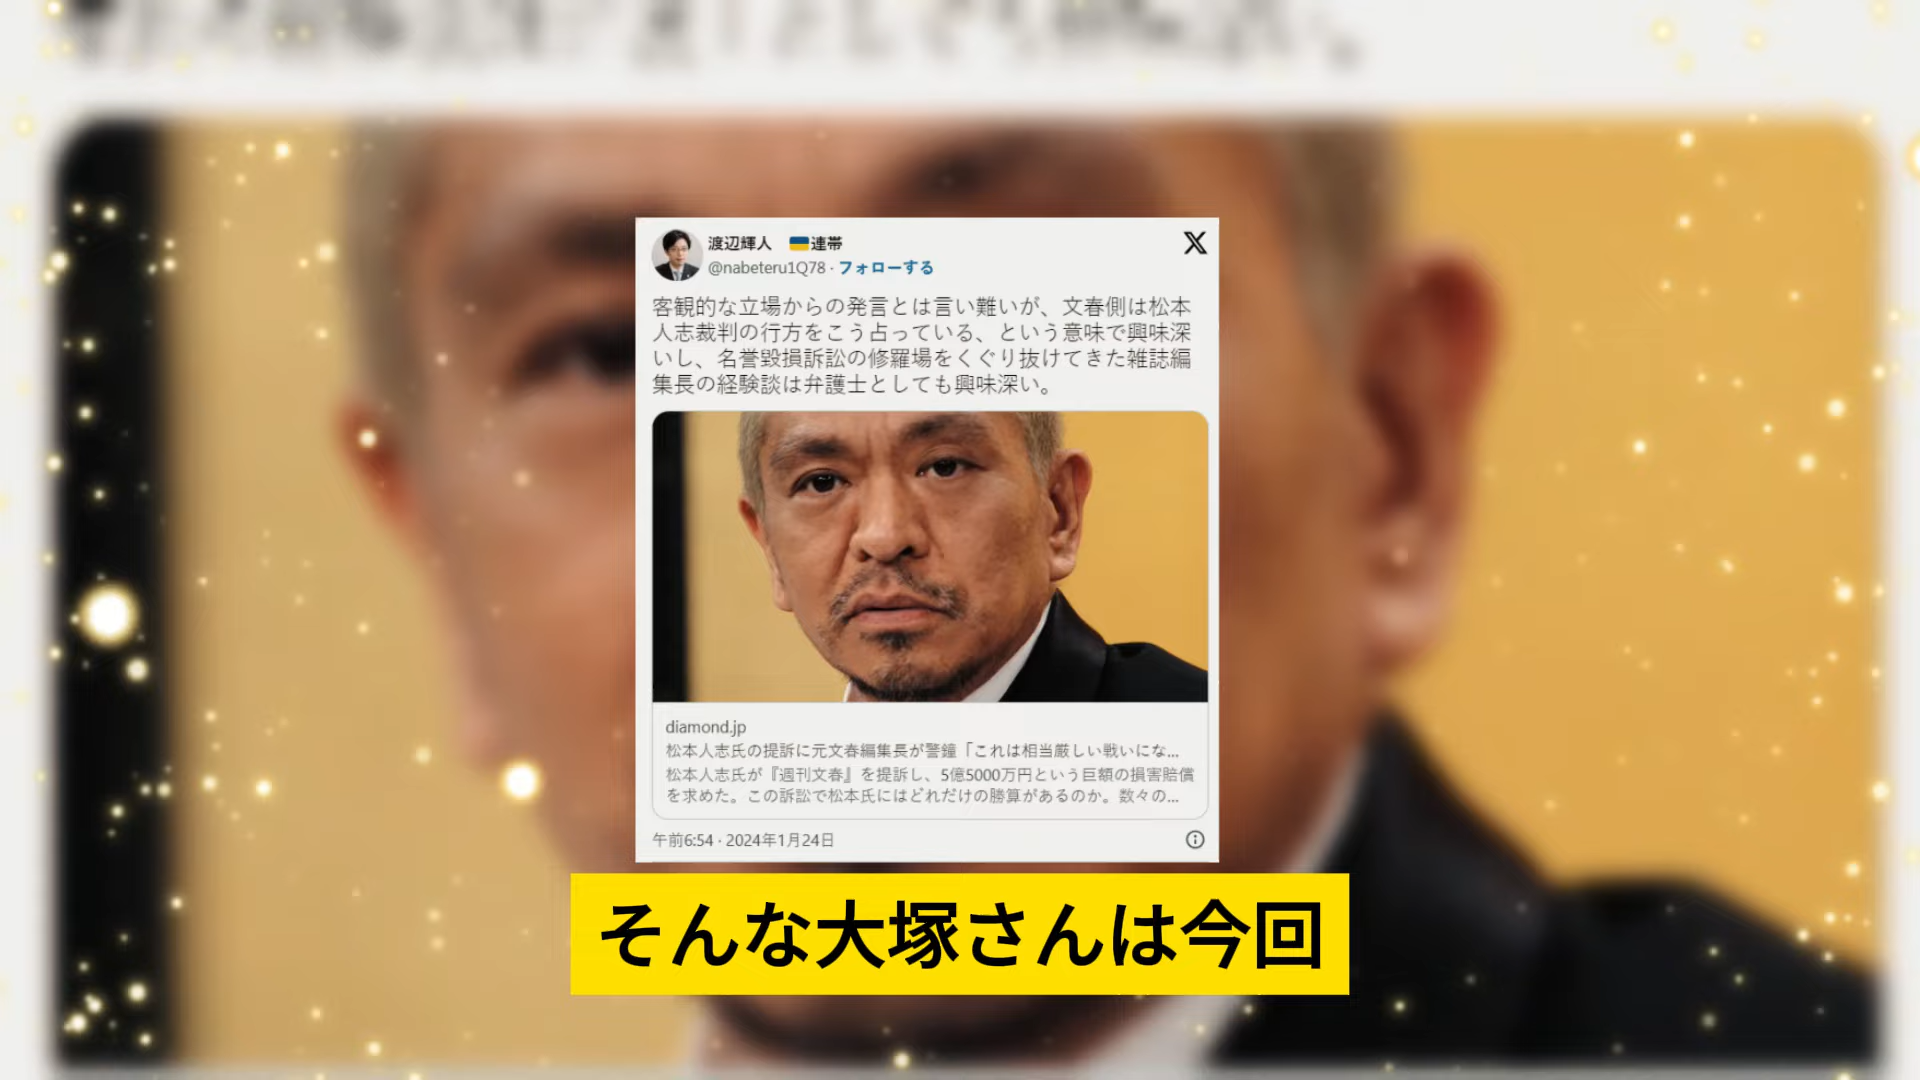 渡辺輝人 🇺🇦連帯
@nabeteru1Q78 · フォローする
客観的な立場からの発言とは言い難いが、文春側は松本
人志裁判の行方をこう占っている、という意味で興味深
いし、名誉毀損訴訟の修羅場をくぐり抜けてきた雑誌編
集長の経験談は弁護士としても興味深い。
diamond.jp
松本人志氏の提訴に元文春編集長が警鐘「これは相当厳しい戦いにな...
松本人志氏が『週刊文春』を提訴し、5億5000万円という巨額の損害賠償
を求めた。この訴訟で松本氏にはどれだけの勝算があるのか。数々の...
午前6:54 · 2024年1月24日
そんな大塚さんは今回